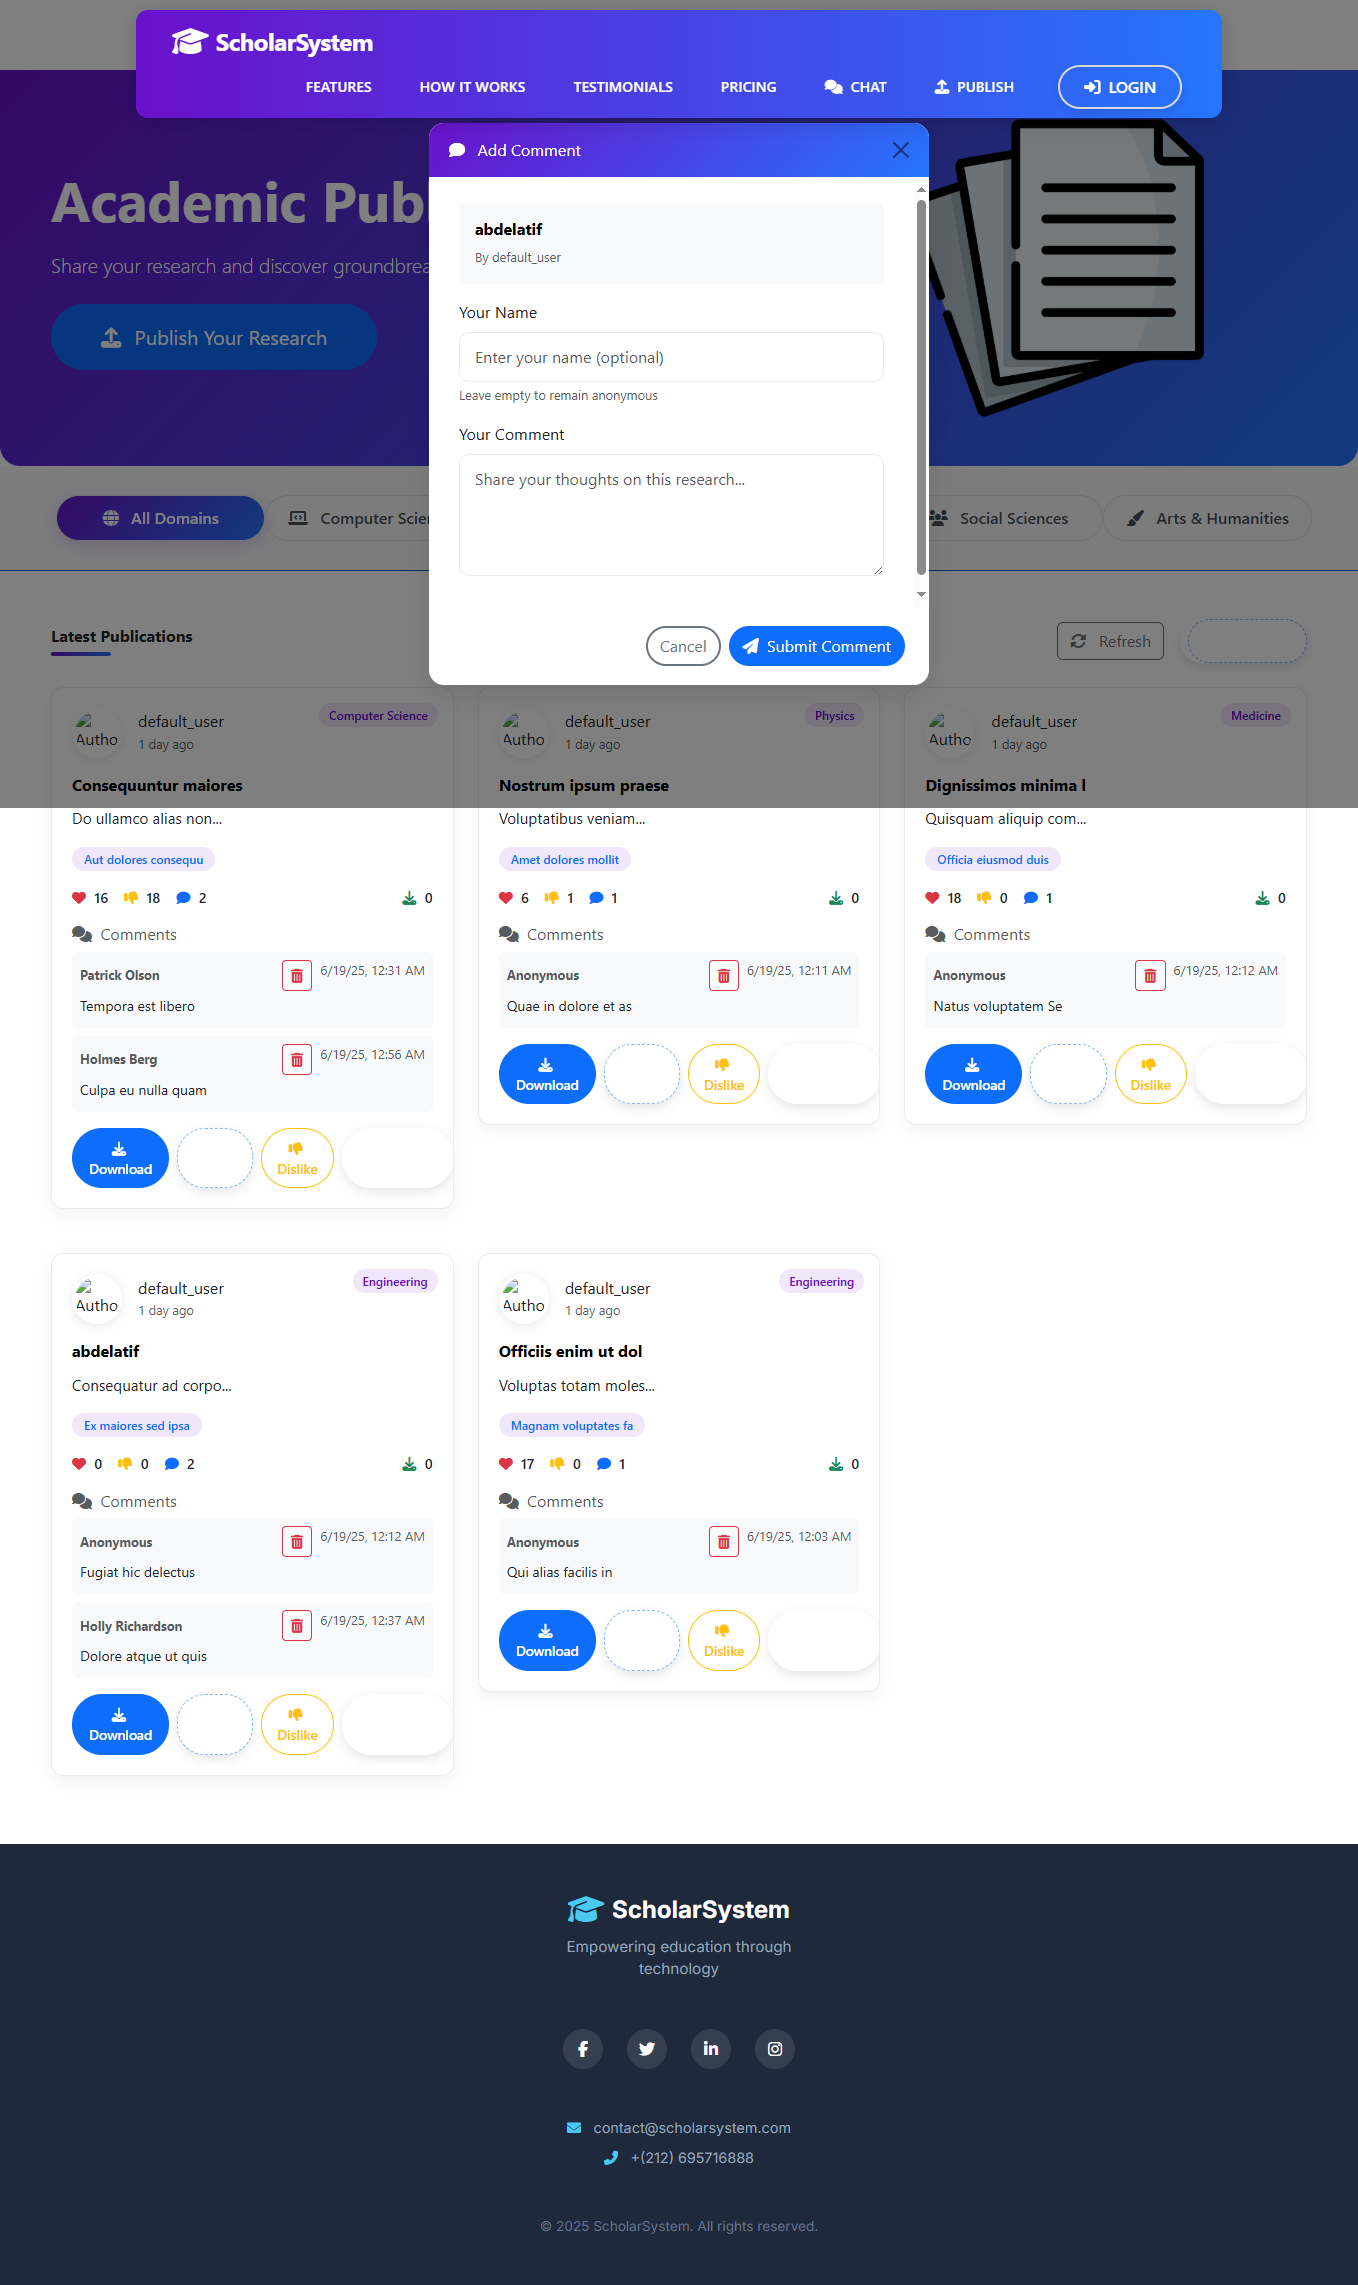 ScholarSystem
FEATURES HOW IT WORKS TESTIMONIALS PRICING CHAT PUBLISH LOGIN
Add Comment
abdelatif
By default_user
Your Name
Enter your name (optional)
Leave empty to remain anonymous
Your Comment
Share your thoughts on this research...
Cancel Submit Comment
Academic
Share your research and discover
Publish Your Research
All Domains Computer Social Sciences Arts & Humanities
Latest Publications
Refresh
default_user
1 day ago
Computer Science
Consequuntur maiores
Do ullamco alias non...
Aut dolores consequu
16 18 2 0
Comments
Patrick Olson 6/19/25, 12:31 AM
Tempora est libero
Holmes Berg 6/19/25, 12:56 AM
Culpa eu nulla quam
Download Dislike
default_user
1 day ago
Physics
Nostrum ipsum praese
Voluptatibus veniam...
Amet dolores mollit
6 1 1 0
Comments
Anonymous 6/19/25, 12:11 AM
Quae in dolore et as
Download Dislike
default_user
1 day ago
Medicine
Dignissimos minima l
Quisquam aliquip com...
Officia eiusmod duis
18 0 1 0
Comments
Anonymous 6/19/25, 12:12 AM
Natus voluptatem Se
Download Dislike
Autho
Autho
Autho
Autho default_user
1 day ago
Engineering
abdelatif
Consequatur ad corpo...
Ex maiores sed ipsa
0 0 2 0
Comments
Anonymous 6/19/25, 12:12 AM
Fugiat hic delectus
Holly Richardson 6/19/25, 12:37 AM
Dolore atque ut quis
Download Dislike
Autho default_user
1 day ago
Engineering
Officiis enim ut dol
Voluptas totam moles...
Magnam voluptates fa
17 0 1 0
Comments
Anonymous 6/19/25, 12:03 AM
Qui alias facilis in
Download Dislike
ScholarSystem
Empowering education through
technology
contact@scholarsystem.com
+(212) 695716888
© 2025 ScholarSystem. All rights reserved.